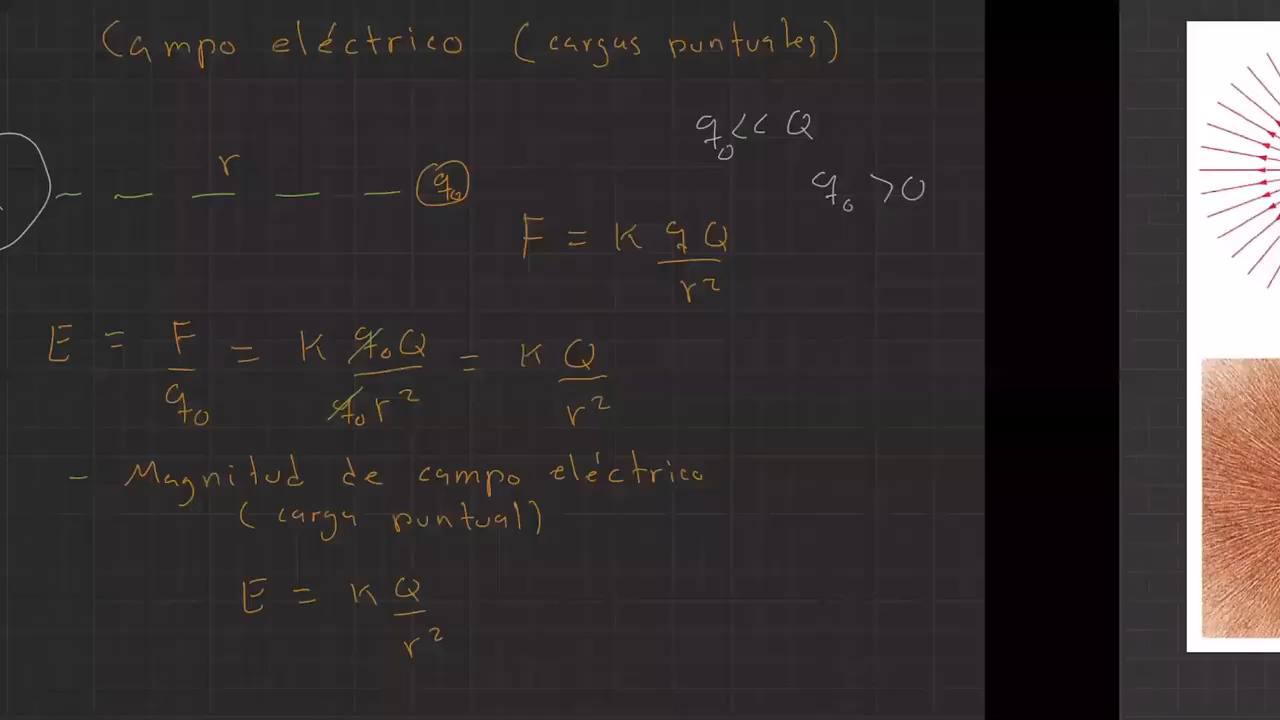 Campo eléctrico (cargas puntuales)
q₀ << Q
r
q₀
q₀ > 0
F = K qQ/r²
E = F/q₀ = K q₀Q/q₀r² = K Q/r²
- Magnitud de campo eléctrico
(carga puntual)
E = K Q/r²